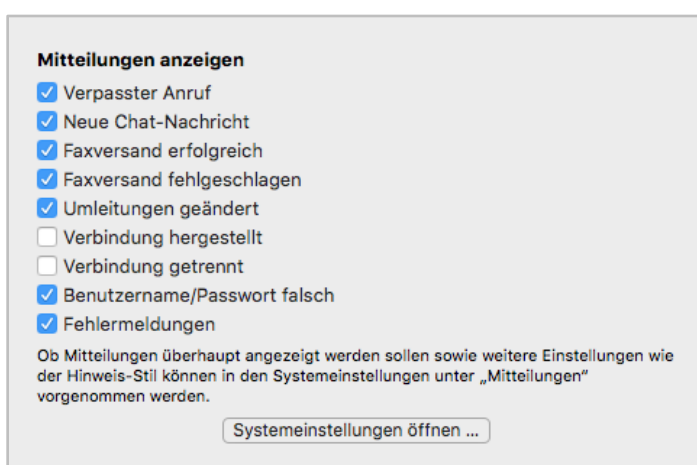 Mitteilungen anzeigen
Verpasster Anruf
Neue Chat-Nachricht
Faxversand erfolgreich
Faxversand fehlgeschlagen
Umleitungen geändert
Verbindung hergestellt
Verbindung getrennt
Benutzername/Passwort falsch
Fehlermeldungen
Ob Mitteilungen überhaupt angezeigt werden sollen sowie weitere Einstellungen wie
der Hinweis-Stil können in den Systemeinstellungen unter „Mitteilungen“
vorgenommen werden.
Systemeinstellungen öffnen ...